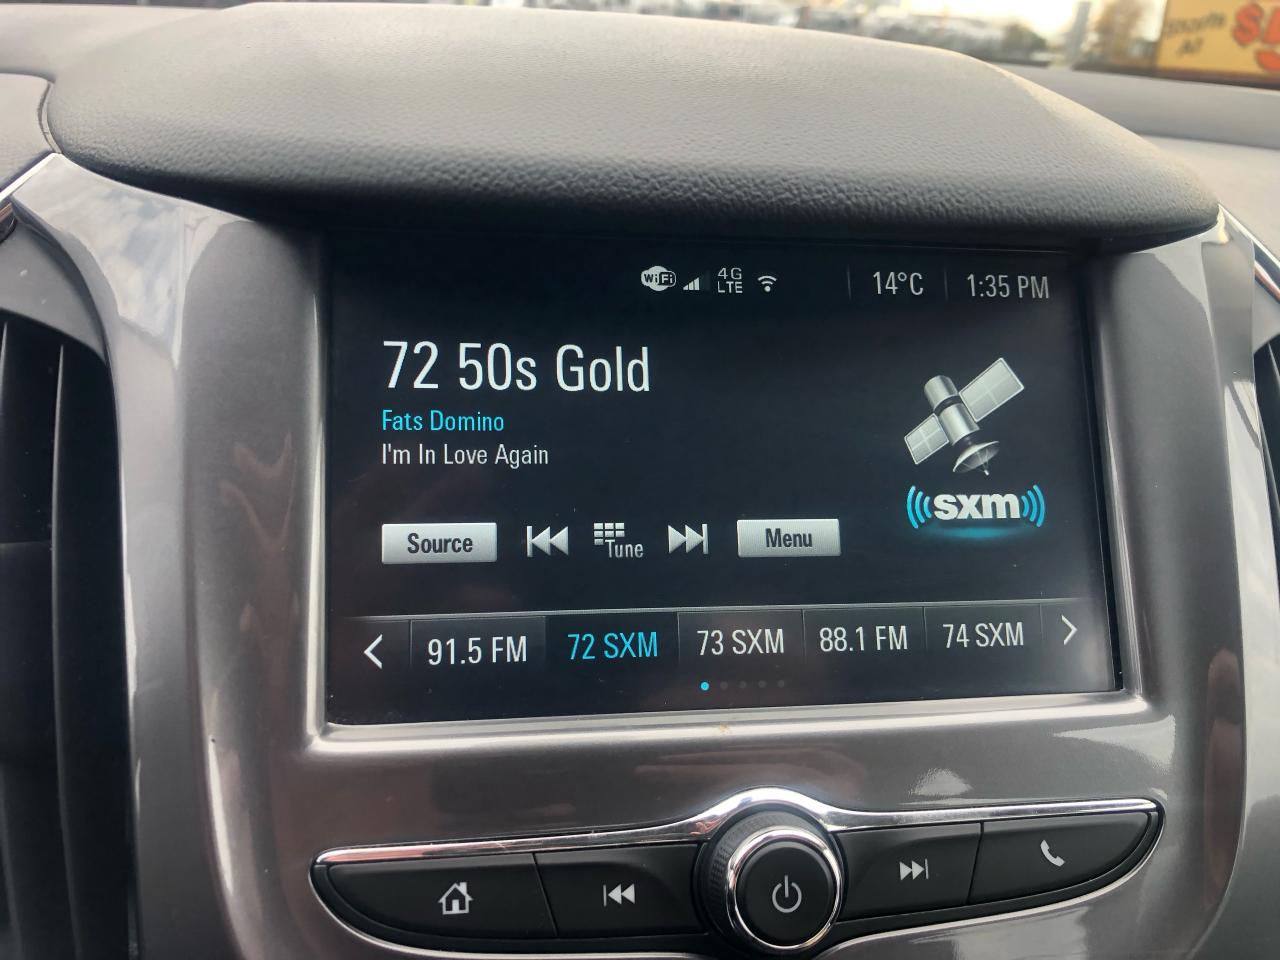 WiFi 4G LTE 14°C 1:35 PM
72 50s Gold
Fats Domino
I'm In Love Again
sxm
Source Tune Menu
91.5 FM 72 SXM 73 SXM 88.1 FM 74 SXM